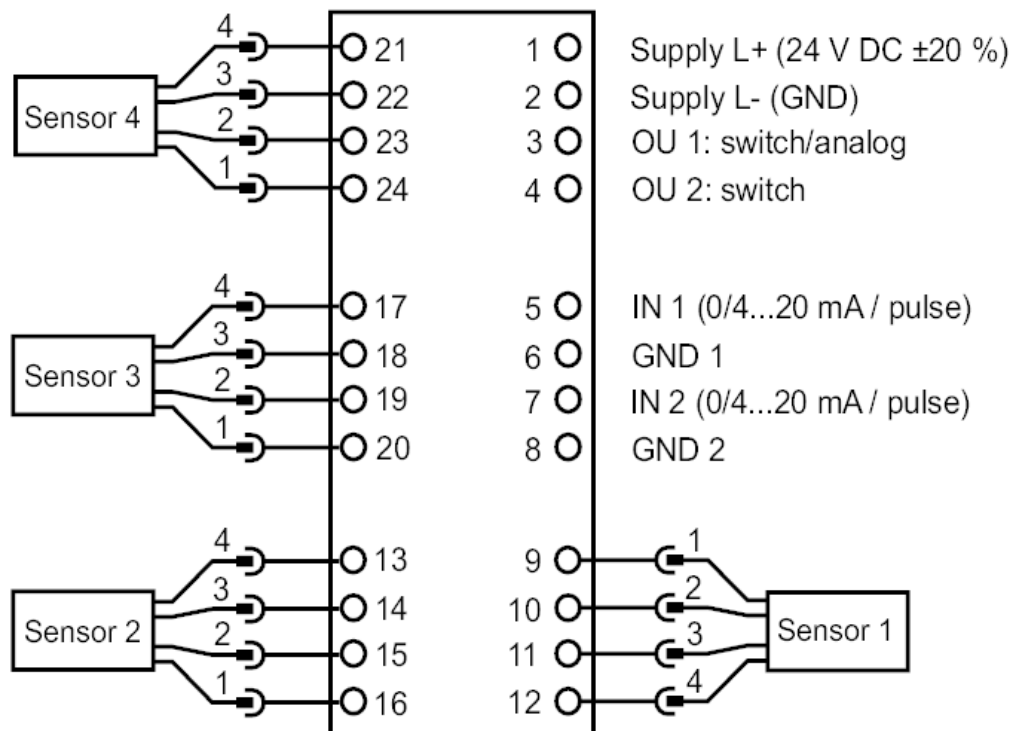 4 21 1 Supply L+ (24 V DC ±20 %)
3 22 2 Supply L- (GND)
Sensor 4
2 23 3 OU 1: switch/analog
1 24 4 OU 2: switch
4 17 5 IN 1 (0/4...20 mA / pulse)
3 18 6 GND 1
Sensor 3
2 19 7 IN 2 (0/4...20 mA / pulse)
1 20 8 GND 2
4 13 9 1
3 14 10 2
Sensor 2 Sensor 1
2 15 11 3
1 16 12 4